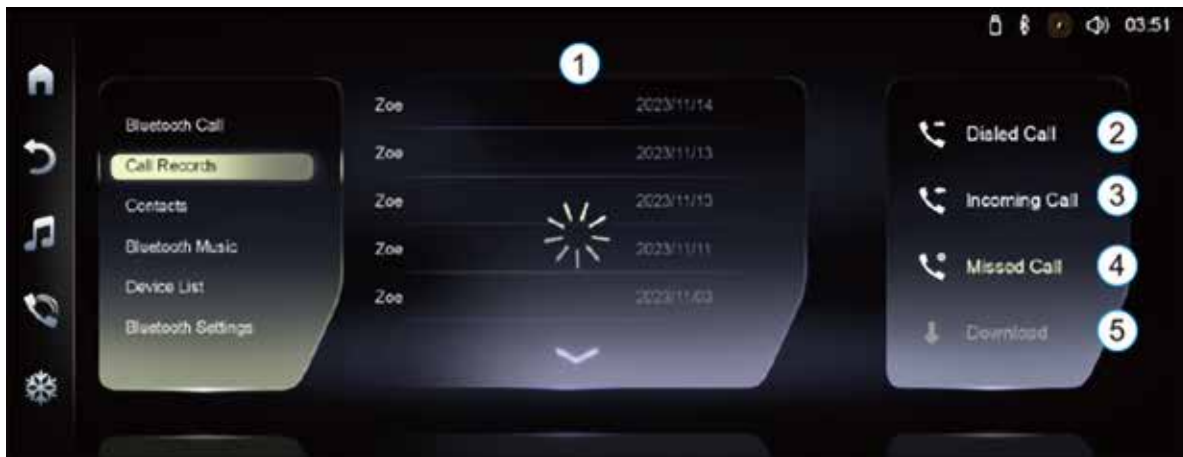 03:51
1
Bluetooth Call
Call Records
Contacts
Bluetooth Music
Device List
Bluetooth Settings
Zoe 2023/11/14
Zoe 2023/11/13
Zoe 2023/11/13
Zoe 2023/11/11
Zoe 2023/11/03
Dialed Call 2
Incoming Call 3
Missed Call 4
Download 5